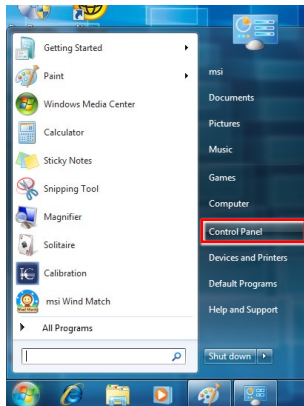 Getting Started
Paint
Windows Media Center
Calculator
Sticky Notes
Snipping Tool
Magnifier
Solitaire
Calibration
msi Wind Match
All Programs
msi
Documents
Pictures
Music
Games
Computer
Control Panel
Devices and Printers
Default Programs
Help and Support
Shut down